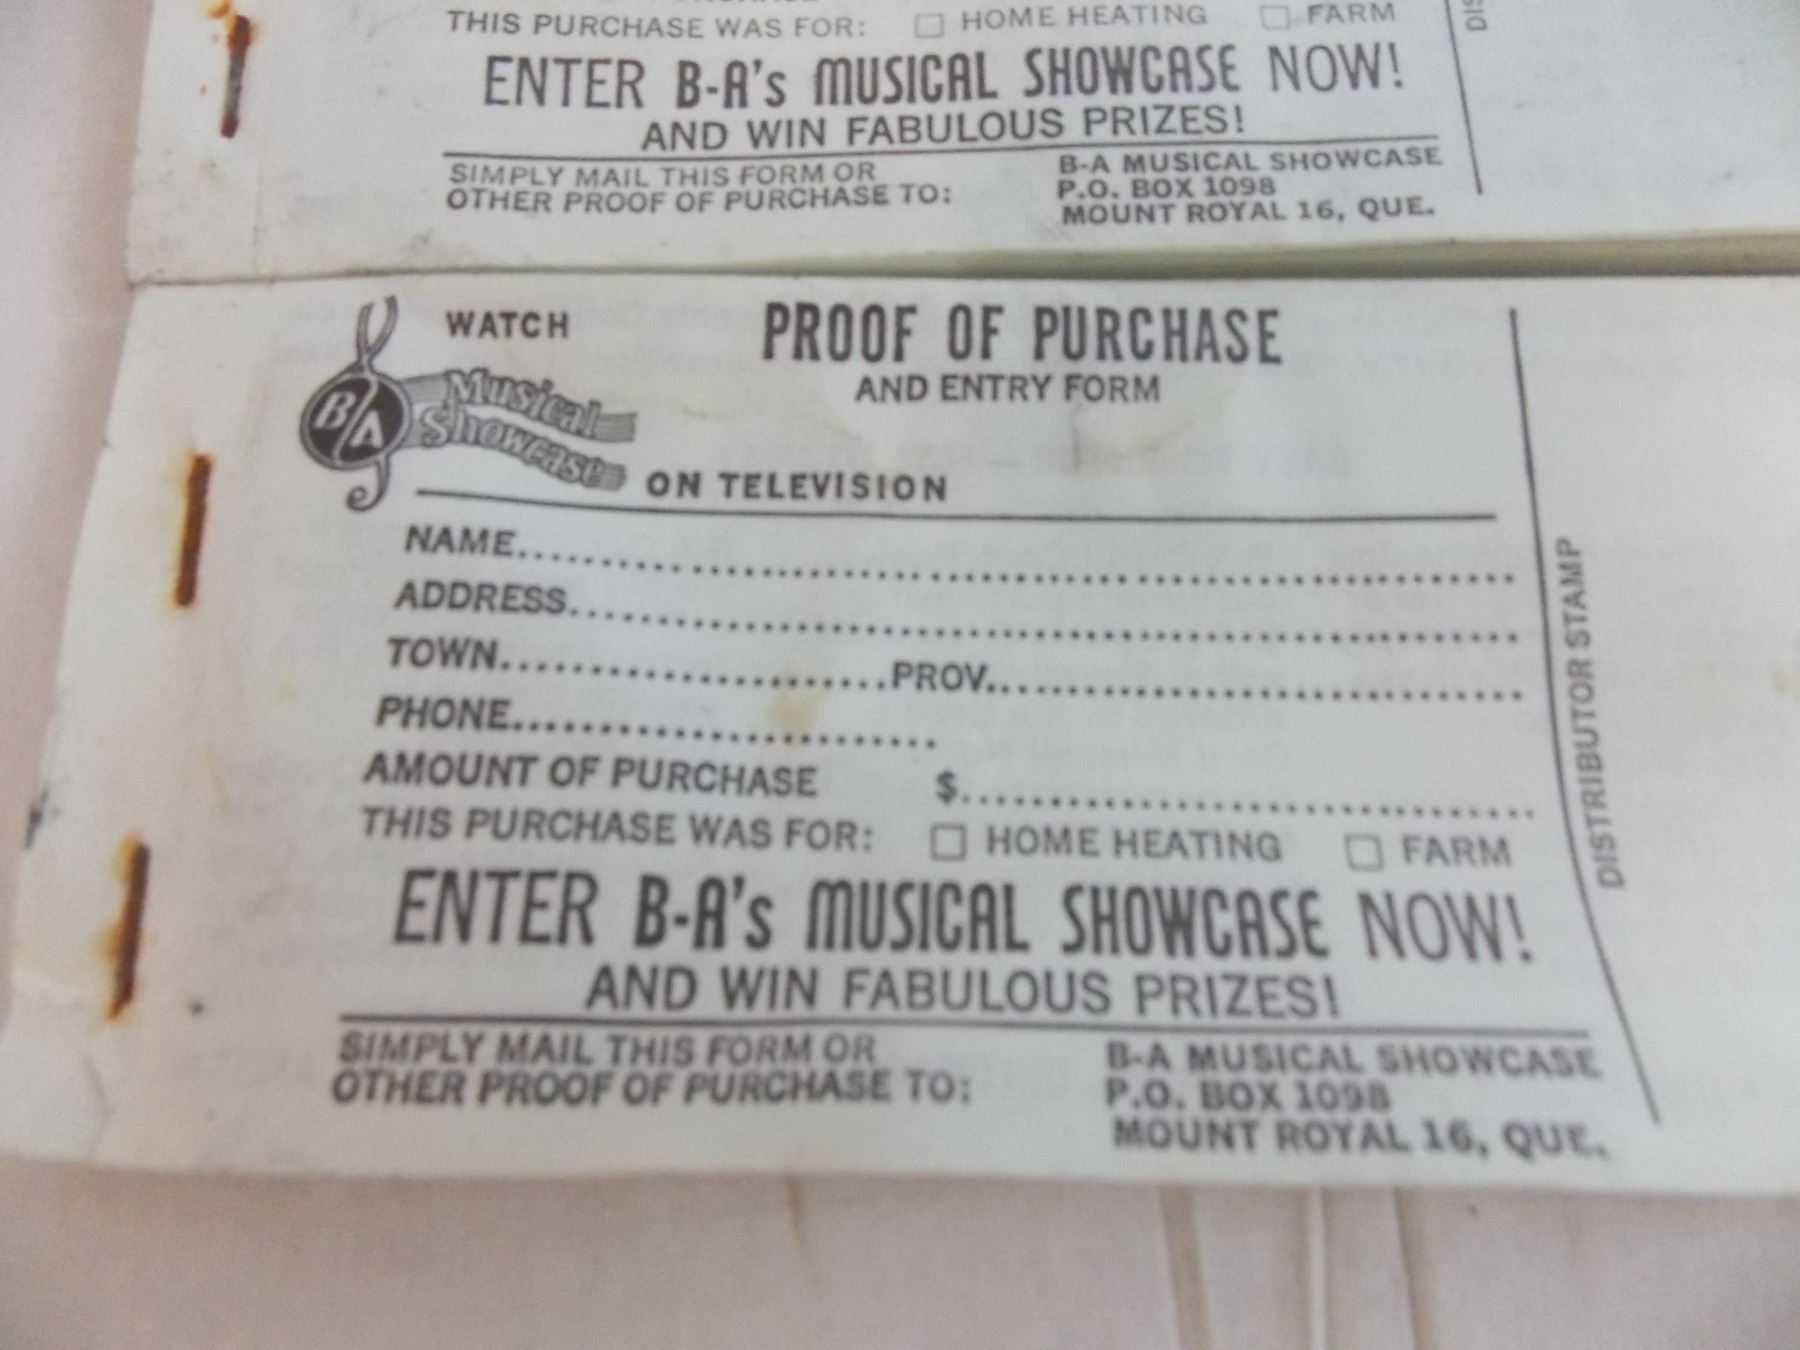 THIS PURCHASE WAS FOR: □ HOME HEATING □ FARM
ENTER B-A's MUSICAL SHOWCASE NOW!
AND WIN FABULOUS PRIZES!
SIMPLY MAIL THIS FORM OR
OTHER PROOF OF PURCHASE TO:
B-A MUSICAL SHOWCASE
P.O. BOX 1098
MOUNT ROYAL 16, QUE.
WATCH
B/A
Musical
Showcase
ON TELEVISION
PROOF OF PURCHASE
AND ENTRY FORM
NAME
ADDRESS
TOWN PROV.
PHONE
AMOUNT OF PURCHASE $
THIS PURCHASE WAS FOR: □ HOME HEATING □ FARM
ENTER B-A's MUSICAL SHOWCASE NOW!
AND WIN FABULOUS PRIZES!
SIMPLY MAIL THIS FORM OR
OTHER PROOF OF PURCHASE TO:
B-A MUSICAL SHOWCASE
P.O. BOX 1098
MOUNT ROYAL 16, QUE.
DISTRIBUTOR STAMP